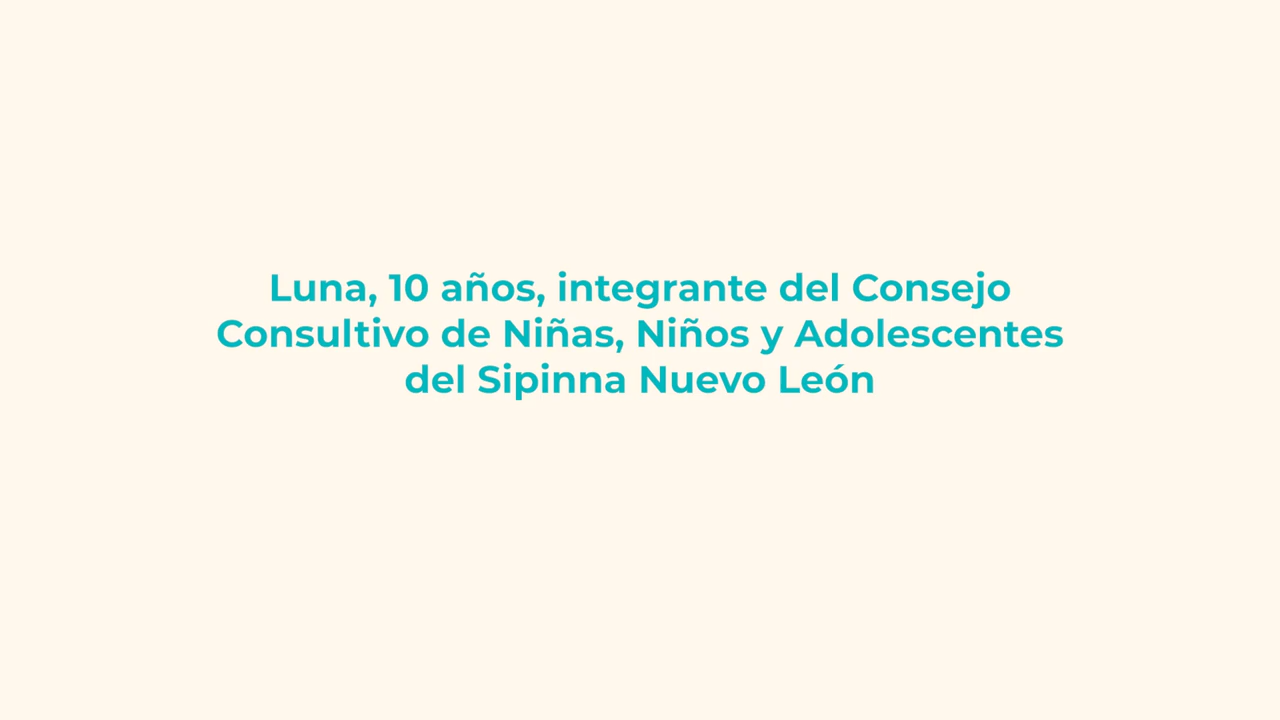 Luna, 10 años, integrante del Consejo
Consultivo de Niñas, Niños y Adolescentes
del Sipinna Nuevo León